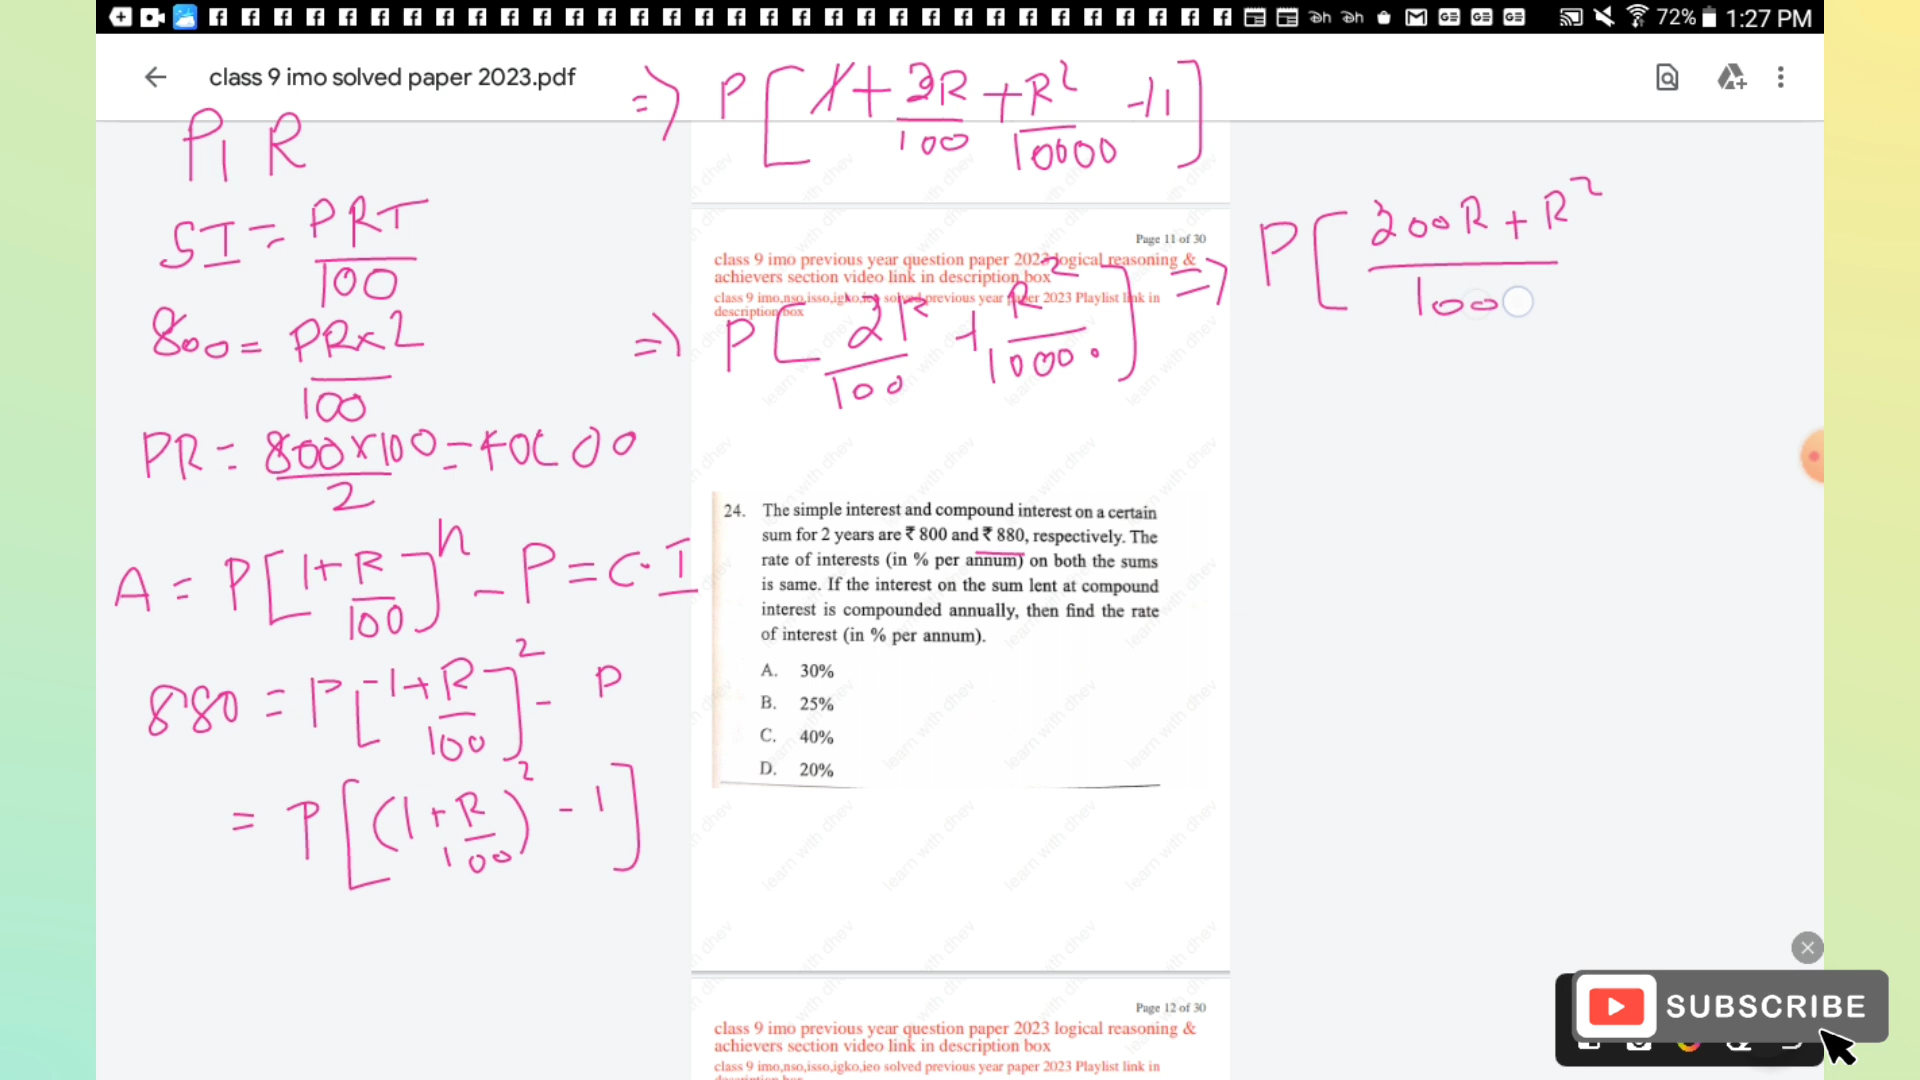 72% 1:27 PM
class 9 imo solved paper 2023.pdf
P, R
SI = PRT/100
800 = PR×2/100
PR = 800×100/2 = 40000
A = P[1+R/100]^n - P = C.I
880 = P[1+R/100]^2 - P
= P[(1+R/100)^2 - 1]
=> P[1+2R/100+R^2/10000 -1]
=> P[2R/100 + R^2/10000]
=> P[200R+R^2/1000
Page 11 of 30
class 9 imo previous year question paper 2023 logical reasoning &
achievers section video link in description box
class 9 imo,nso,isso,igko,ieo solved previous year paper 2023 Playlist link in
description box
24. The simple interest and compound interest on a certain
sum for 2 years are ₹ 800 and ₹ 880, respectively. The
rate of interests (in % per annum) on both the sums
is same. If the interest on the sum lent at compound
interest is compounded annually, then find the rate
of interest (in % per annum).
A. 30%
B. 25%
C. 40%
D. 20%
learn with dhev
Page 12 of 30
class 9 imo previous year question paper 2023 logical reasoning &
achievers section video link in description box
class 9 imo,nso,isso,igko,ieo solved previous year paper 2023 Playlist link in
SUBSCRIBE